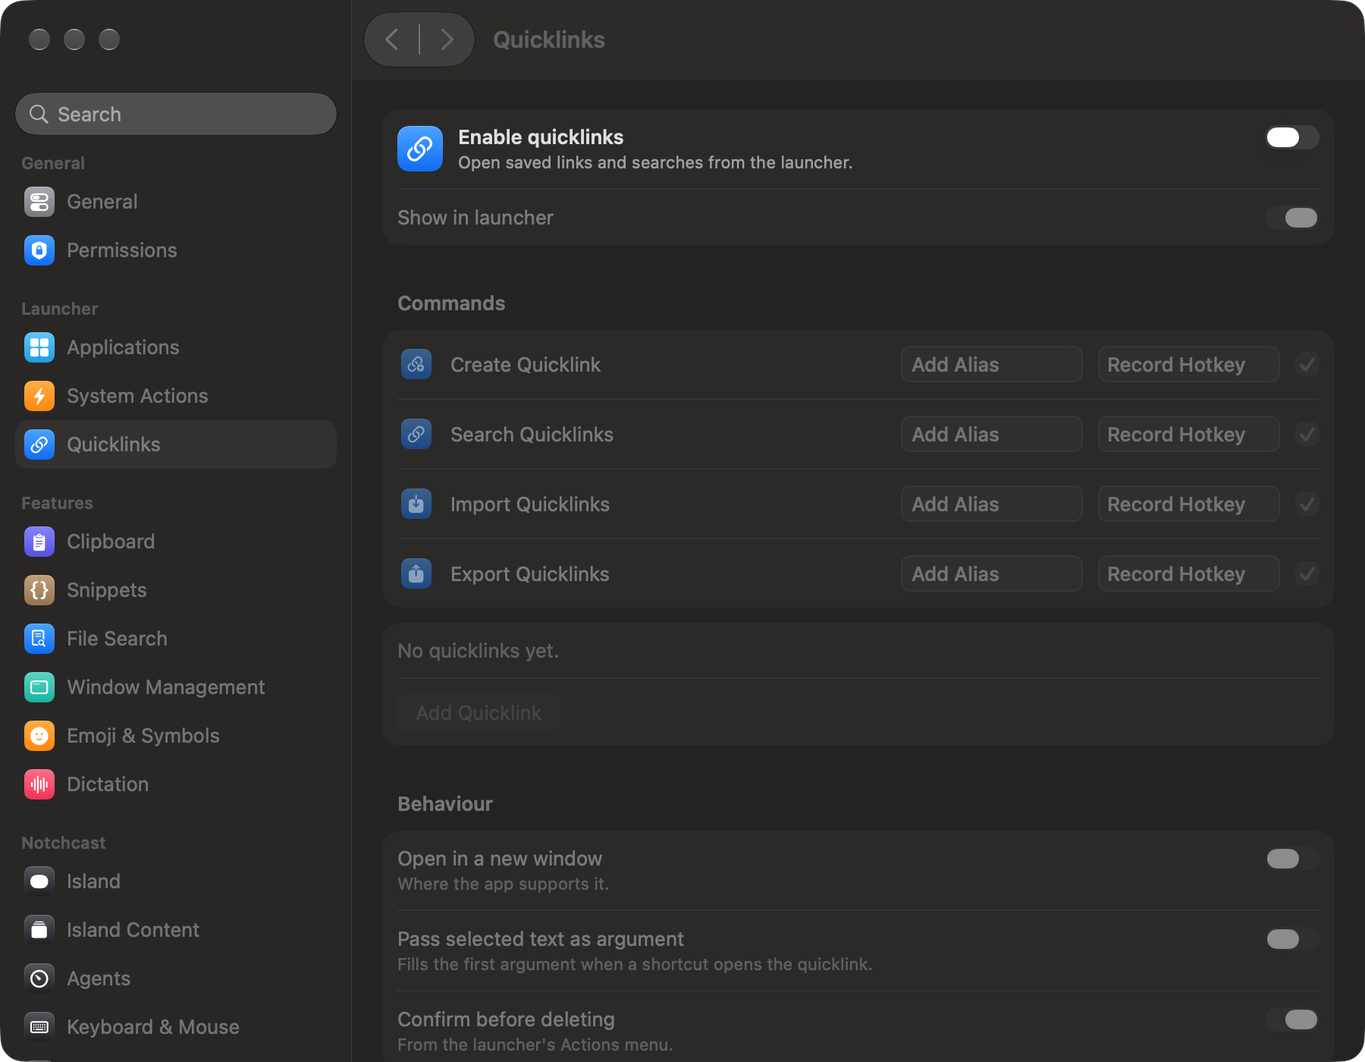 Quicklinks
Search
General
General
Permissions
Launcher
Applications
System Actions
Quicklinks
Features
Clipboard
Snippets
File Search
Window Management
Emoji & Symbols
Dictation
Notchcast
Island
Island Content
Agents
Keyboard & Mouse
Enable quicklinks
Open saved links and searches from the launcher.
Show in launcher
Commands
Create Quicklink Add Alias Record Hotkey
Search Quicklinks Add Alias Record Hotkey
Import Quicklinks Add Alias Record Hotkey
Export Quicklinks Add Alias Record Hotkey
No quicklinks yet.
Add Quicklink
Behaviour
Open in a new window
Where the app supports it.
Pass selected text as argument
Fills the first argument when a shortcut opens the quicklink.
Confirm before deleting
From the launcher's Actions menu.